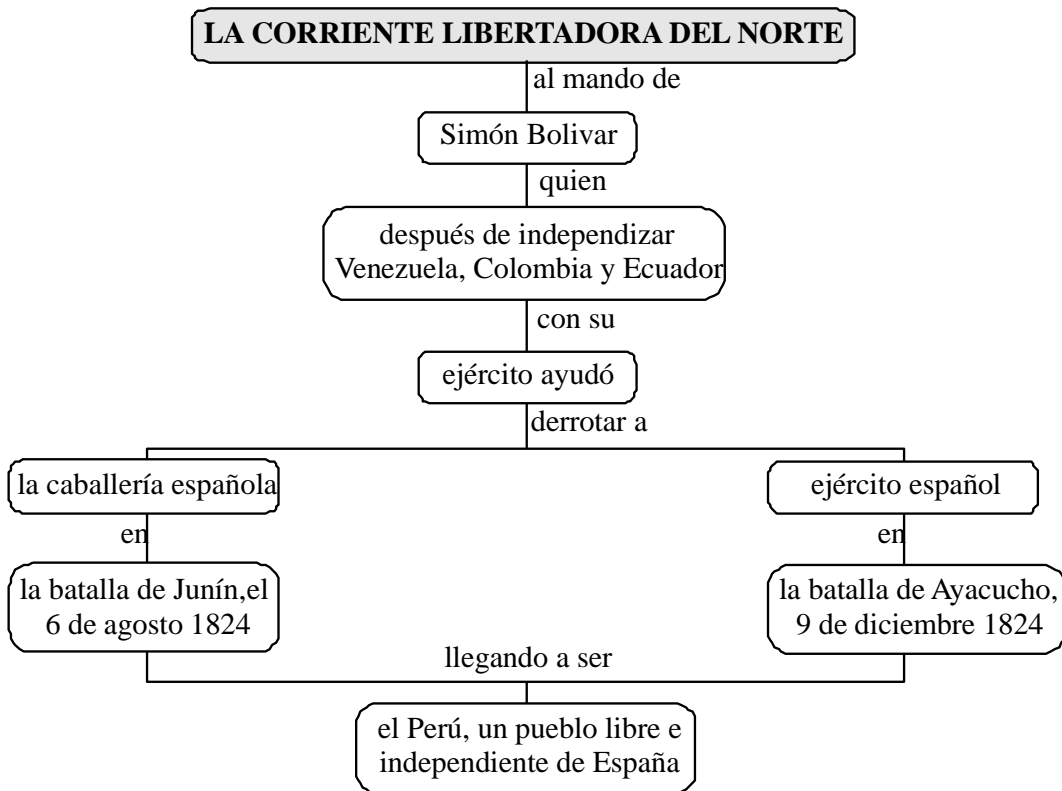 LA CORRIENTE LIBERTADORA DEL NORTE
al mando de
Simón Bolivar
quien
después de independizar
Venezuela, Colombia y Ecuador
con su
ejército ayudó
derrotar a
la caballería española
en
la batalla de Junín,el
6 de agosto 1824
ejército español
en
la batalla de Ayacucho,
9 de diciembre 1824
llegando a ser
el Perú, un pueblo libre e
independiente de España